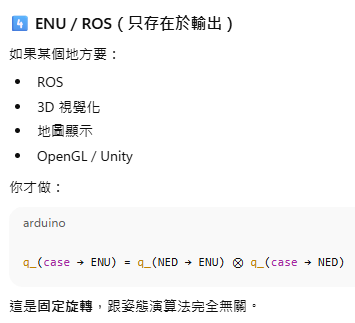 4 ENU / ROS（只存在於輸出）
如果某個地方要：
• ROS
• 3D 視覺化
• 地圖顯示
• OpenGL / Unity
你才做：
arduino
q_(case → ENU) = q_(NED → ENU) ⊗ q_(case → NED)
這是固定旋轉，跟姿態演算法完全無關。